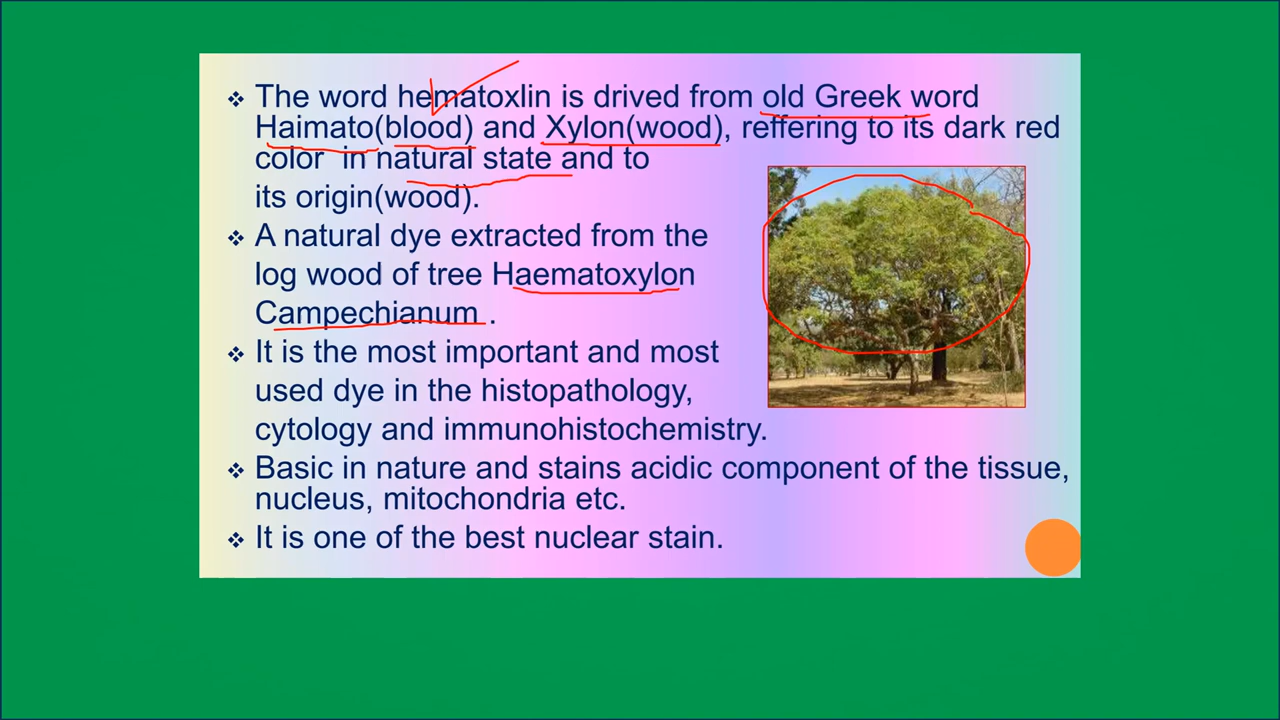 ❖ The word hematoxlin is drived from old Greek word
Haimato(blood) and Xylon(wood), reffering to its dark red
color in natural state and to
its origin(wood).
❖ A natural dye extracted from the
log wood of tree Haematoxylon
Campechianum .
❖ It is the most important and most
used dye in the histopathology,
cytology and immunohistochemistry.
❖ Basic in nature and stains acidic component of the tissue,
nucleus, mitochondria etc.
❖ It is one of the best nuclear stain.